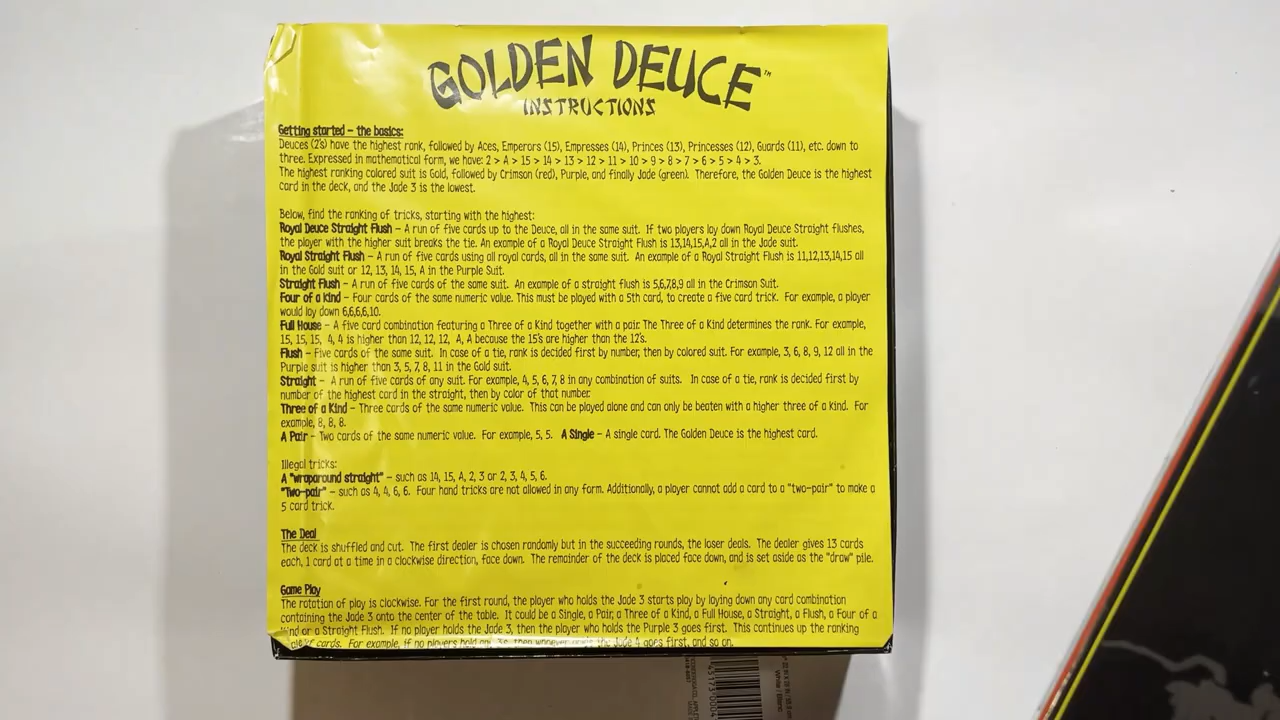 GOLDEN DEUCE™
INSTRUCTIONS
Getting started – the basics:
Deuces (2's) have the highest rank, followed by Aces, Emperors (15), Empresses (14), Princes (13), Princesses (12), Guards (11), etc. down to
three. Expressed in mathematical form, we have: 2 > A > 15 > 14 > 13 > 12 > 11 > 10 > 9 > 8 > 7 > 6 > 5 > 4 > 3.
The highest ranking colored suit is Gold, followed by Crimson (red), Purple, and finally Jade (green). Therefore, the Golden Deuce is the highest
card in the deck, and the Jade 3 is the lowest.
Below, find the ranking of tricks, starting with the highest:
Royal Deuce Straight Flush – A run of five cards up to the Deuce, all in the same suit. If two players lay down Royal Deuce Straight flushes,
the player with the higher suit breaks the tie. An example of a Royal Deuce Straight Flush is 13,14,15,A,2 all in the Jade suit.
Royal Straight Flush – A run of five cards using all royal cards, all in the same suit. An example of a Royal Straight Flush is 11,12,13,14,15 all
in the Gold suit or 12, 13, 14, 15, A in the Purple Suit.
Straight Flush – A run of five cards of the same suit. An example of a straight flush is 5,6,7,8,9 all in the Crimson Suit.
Four of a Kind – Four cards of the same numeric value. This must be played with a 5th card, to create a five card trick. For example, a player
would lay down 6,6,6,6,10.
Full House – A five card combination featuring a Three of a Kind together with a pair. The Three of a Kind determines the rank. For example,
15, 15, 15, 4, 4 is higher than 12, 12, 12, A, A because the 15's are higher than the 12's.
Flush – Five cards of the same suit. In case of a tie, rank is decided first by number, then by colored suit. For example, 3, 6, 8, 9, 12 all in the
Purple suit is higher than 3, 5, 7, 8, 11 in the Gold suit.
Straight – A run of five cards of any suit. For example, 4, 5, 6, 7, 8 in any combination of suits. In case of a tie, rank is decided first by
number of the highest card in the straight, then by color of that number.
Three of a Kind – Three cards of the same numeric value. This can be played alone and can only be beaten with a higher three of a kind. For
example, 8, 8, 8.
A Pair – Two cards of the same numeric value. For example, 5, 5. A Single – A single card. The Golden Deuce is the highest card.
Illegal tricks:
A "wraparound straight" – such as 14, 15, A, 2, 3 or 2, 3, 4, 5, 6.
"Two-pair" – such as 4, 4, 6, 6. Four hand tricks are not allowed in any form. Additionally, a player cannot add a card to a "two-pair" to make a
5 card trick.
The Deal
The deck is shuffled and cut. The first dealer is chosen randomly but in the succeeding rounds, the loser deals. The dealer gives 13 cards
each, 1 card at a time in a clockwise direction, face down. The remainder of the deck is placed face down, and is set aside as the "draw" pile.
Game Play
The rotation of play is clockwise. For the first round, the player who holds the Jade 3 starts play by laying down any card combination
containing the Jade 3 onto the center of the table. It could be a Single, a Pair, a Three of a Kind, a Full House, a Straight, a Flush, a Four of a
Kind or a Straight Flush. If no player holds the Jade 3, then the player who holds the Purple 3 goes first. This continues up the ranking
cards. For example, if no players hold any 3's, then whoever holds the Jade 4 goes first, and so on.